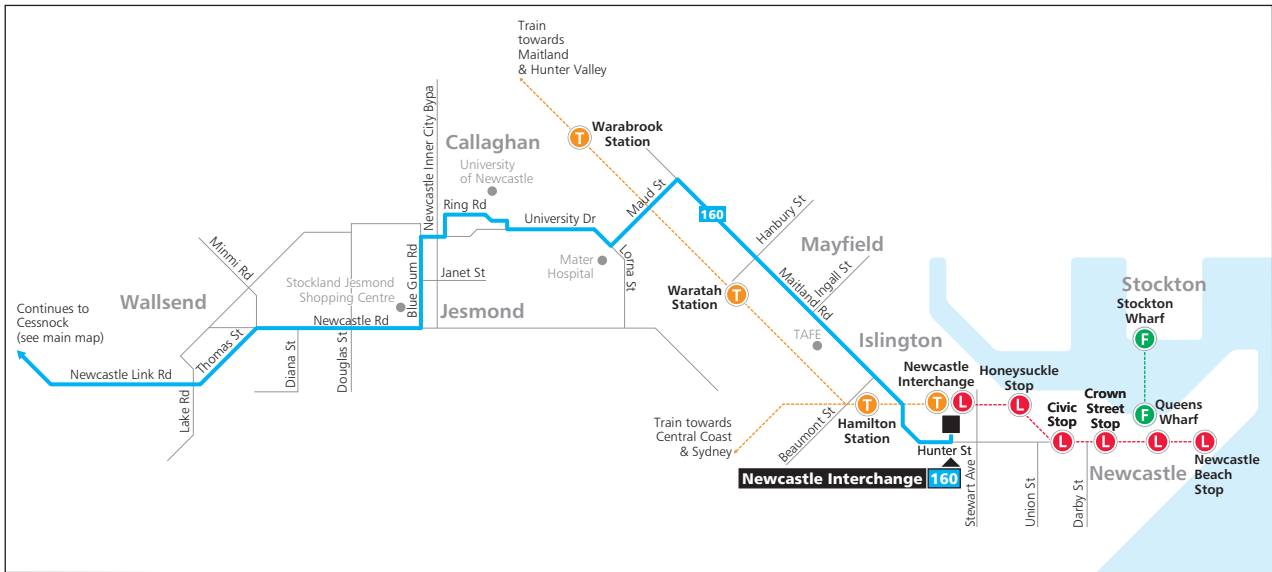 Train
towards
Maitland
& Hunter Valley
Warabrook
Station
Newcastle Inner City Bypa
Callaghan
University
of Newcastle
Ring Rd
University Dr
Maud St
160
Hanbury St
Mayfield
Ingall St
Maitland Rd
Minmi Rd
Mater
Hospital
Lorna St
Blue Gum Rd
Janet St
Stockland Jesmond
Shopping Centre
Wallsend
Jesmond
Newcastle Rd
Waratah
Station
TAFE
Islington
Stockton
Stockton
Wharf
F
Continues to
Cessnock
(see main map)
Thomas St
Newcastle Link Rd
Lake Rd
Diana St
Douglas St
Newcastle
Interchange
Honeysuckle
Stop
Civic
Stop
Crown
Street
Stop
Queens
Wharf
F
T
T
T
T
L
L
L
L
L
L
Train towards
Central Coast
& Sydney
Beaumont St
Hamilton
Station
Hunter St
Newcastle Interchange 160
Stewart Ave
Union St
Darby St
Newcastle
Newcastle
Beach
Stop